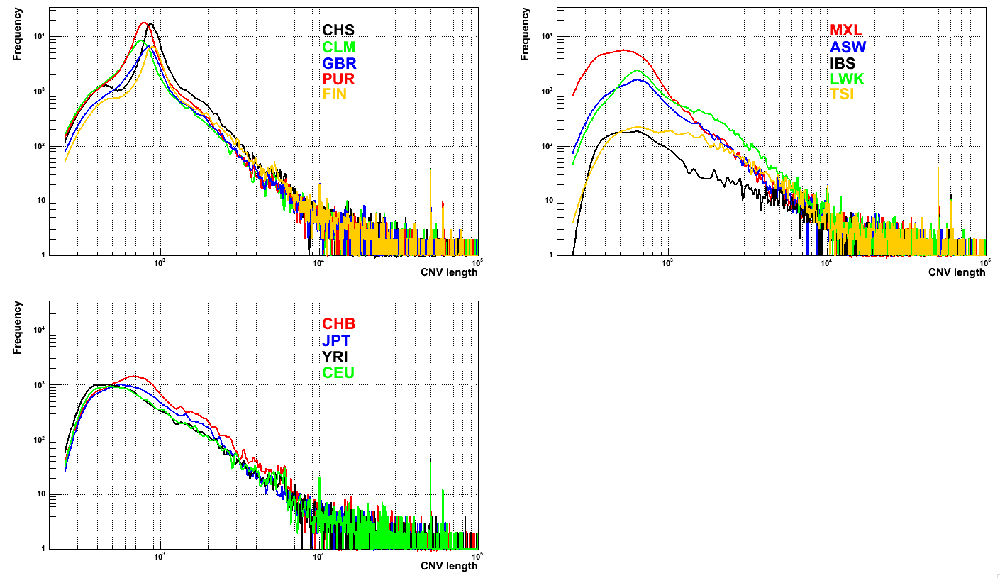 Frequency
10⁴
10³
10²
10
1
10³
10⁴
10⁵
CNV length
CHS
CLM
GBR
PUR
FIN
Frequency
10⁴
10³
10²
10
1
10³
10⁴
10⁵
CNV length
MXL
ASW
IBS
LWK
TSI
Frequency
10⁴
10³
10²
10
1
10³
10⁴
10⁵
CNV length
CHB
JPT
YRI
CEU